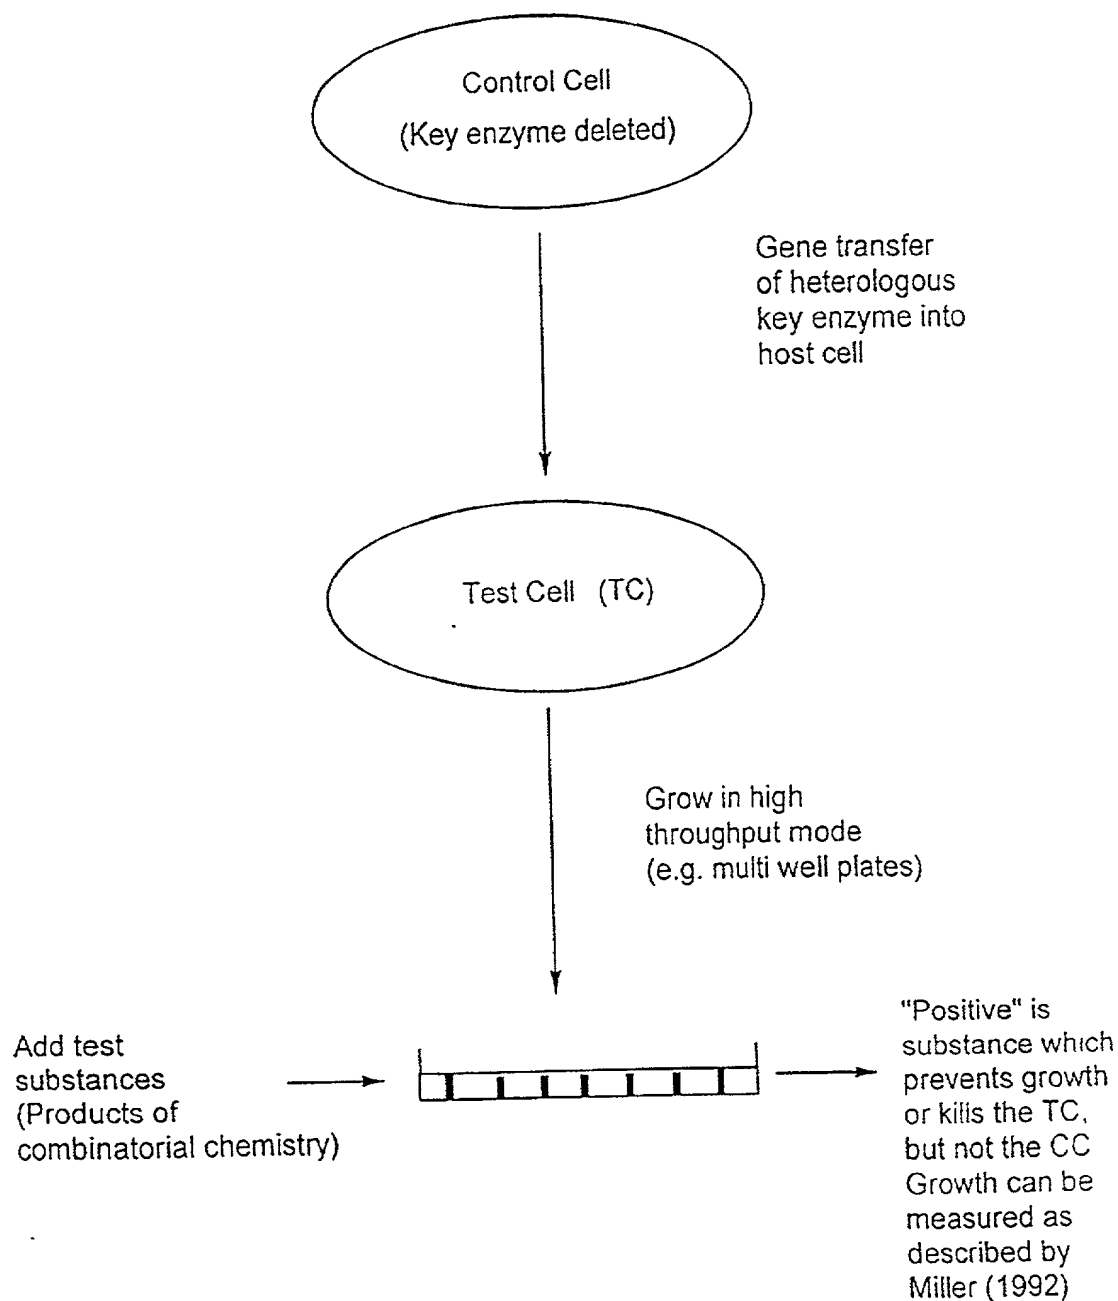 Control Cell
(Key enzyme deleted)
Gene transfer
of heterologous
key enzyme into
host cell
Test Cell (TC)
Grow in high
throughput mode
(e.g. multi well plates)
Add test
substances
(Products of
combinatorial chemistry)
"Positive" is
substance which
prevents growth
or kills the TC,
but not the CC
Growth can be
measured as
described by
Miller (1992)